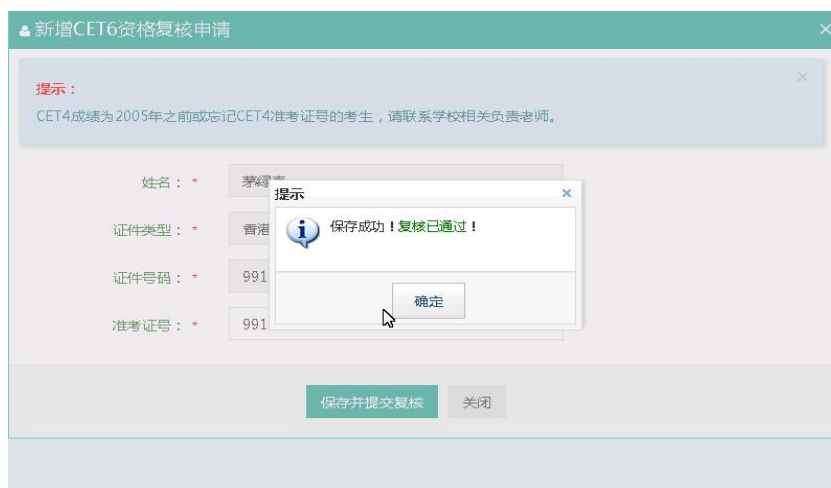 新增CET6资格复核申请
提示：
CET4成绩为2005年之前或忘记CET4准考证号的考生，请联系学校相关负责老师。
姓名： *
证件类型： * 香港
证件号码： * 991
准考证号： * 991
提示
保存成功！复核已通过！
确定
保存并提交复核 关闭